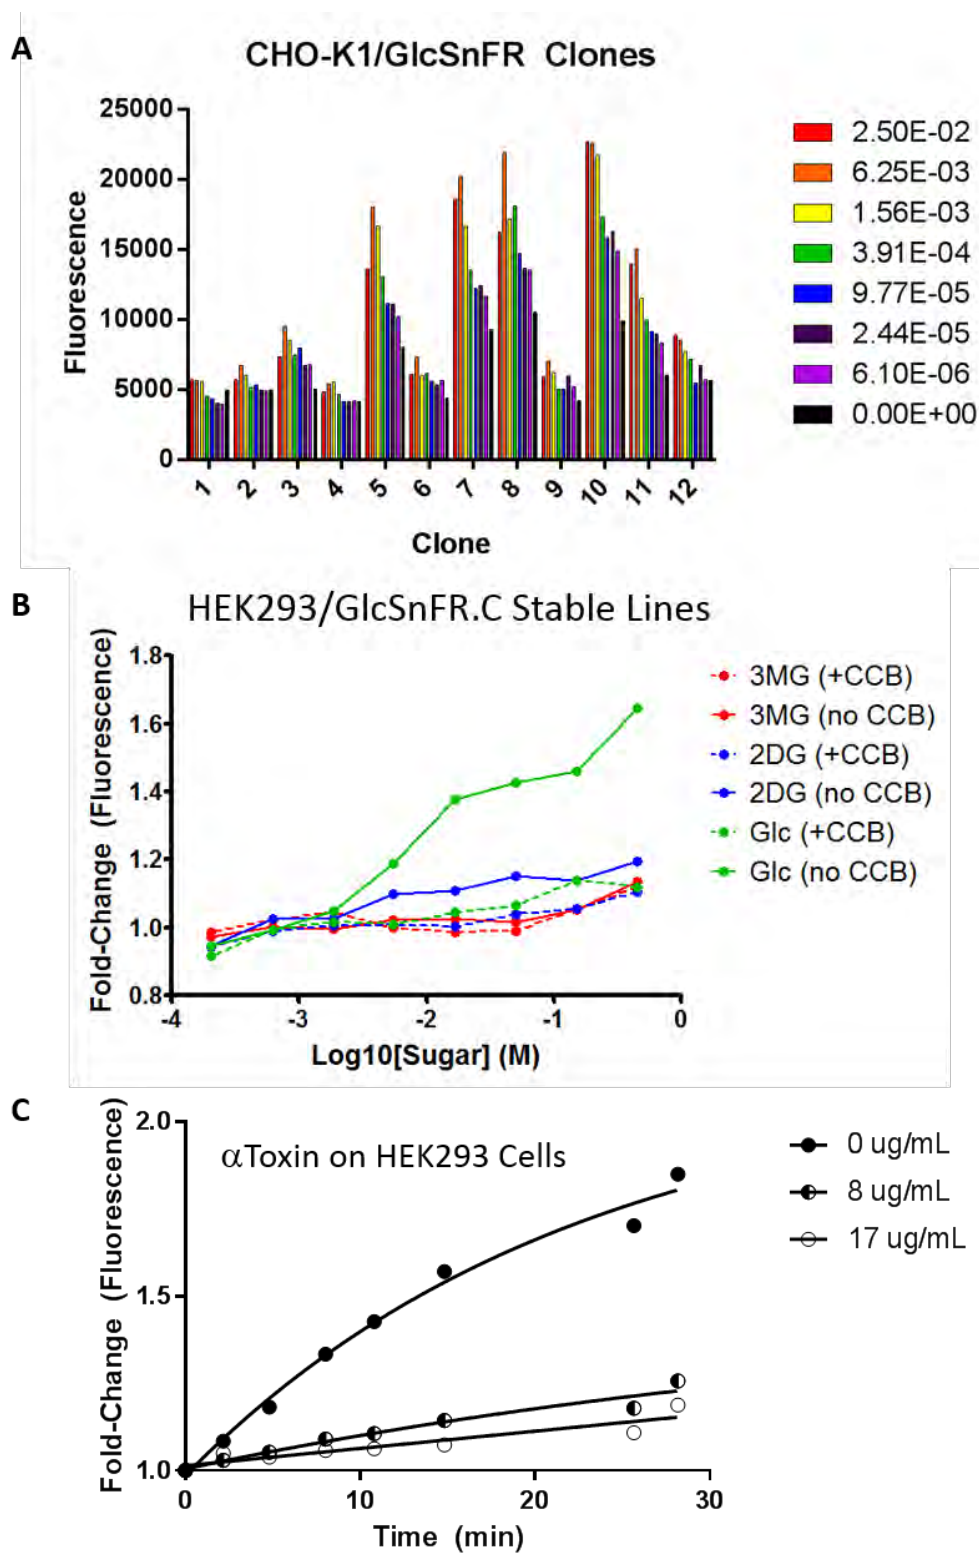 A
CHO-K1/GlcSnFR Clones
25000
20000
15000
10000
5000
0
Fluorescence
1 2 3 4 5 6 7 8 9 10 11 12
Clone
2.50E-02
6.25E-03
1.56E-03
3.91E-04
9.77E-05
2.44E-05
6.10E-06
0.00E+00
B
HEK293/GlcSnFR.C Stable Lines
Fold-Change (Fluorescence)
1.8
1.6
1.4
1.2
1.0
0.8
-4 -3 -2 -1 0
Log10[Sugar] (M)
3MG (+CCB)
3MG (no CCB)
2DG (+CCB)
2DG (no CCB)
Glc (+CCB)
Glc (no CCB)
C
αToxin on HEK293 Cells
Fold-Change (Fluorescence)
2.0
1.5
1.0
0 10 20 30
Time (min)
0 ug/mL
8 ug/mL
17 ug/mL